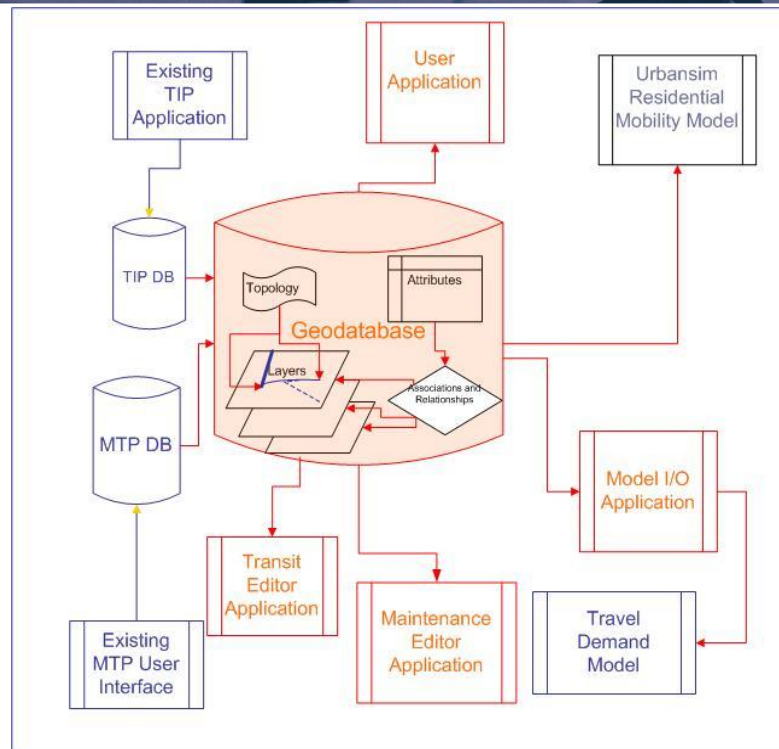 Existing
TIP
Application
User
Application
Urbansim
Residential
Mobility Model
TIP DB
Topology
Attributes
Geodatabase
Layers
Associations and
Relationships
MTP DB
Model I/O
Application
Transit
Editor
Application
Maintenance
Editor
Application
Travel
Demand
Model
Existing
MTP User
Interface